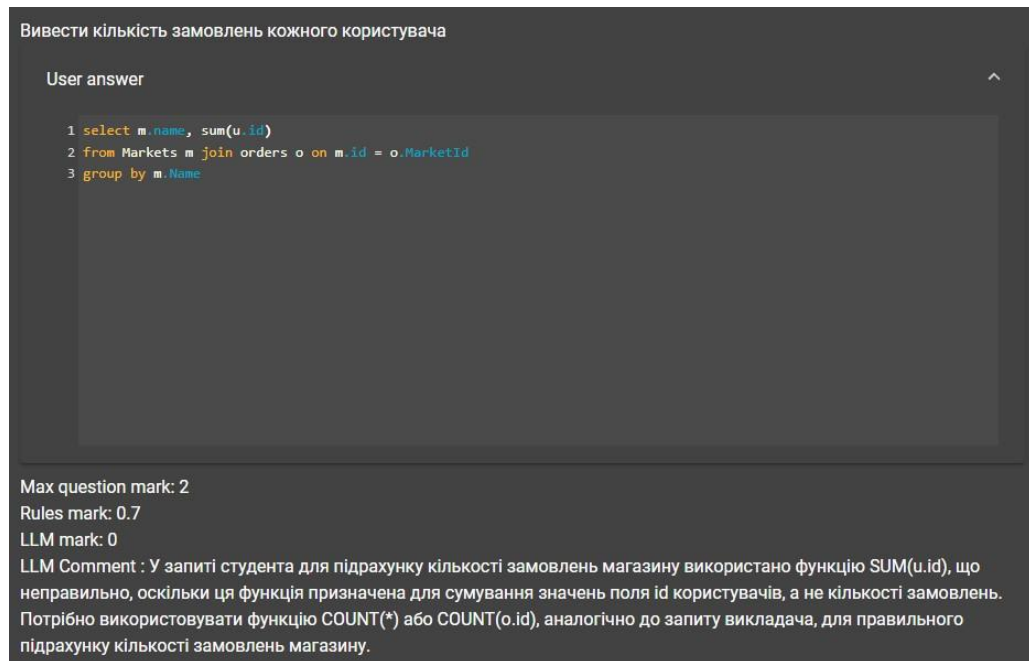 Вивести кількість замовлень кожного користувача
User answer
1 select m.name, sum(u.id)
2 from Markets m join orders o on m.id = o.MarketId
3 group by m.Name
Max question mark: 2
Rules mark: 0.7
LLM mark: 0
LLM Comment : У запиті студента для підрахунку кількості замовлень магазину використано функцію SUM(u.id), що
неправильно, оскільки ця функція призначена для сумування значень поля id користувачів, а не кількості замовлень.
Потрібно використовувати функцію COUNT(*) або COUNT(o.id), аналогічно до запиту викладача, для правильного
підрахунку кількості замовлень магазину.